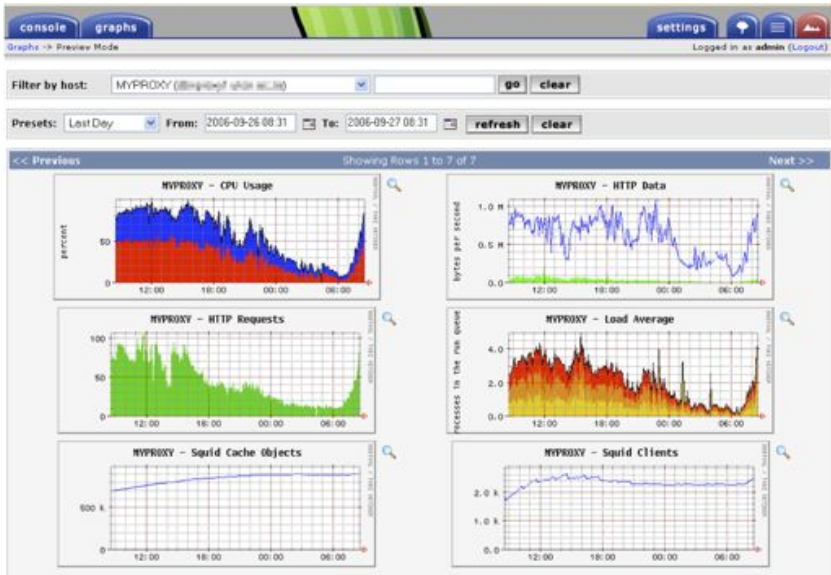 console graphs settings
Graphs -> Preview Mode Logged in as admin (Logout)
Filter by host: MYPROXY ( go clear
Presets: Last Day From: 2006-09-26 08:31 To: 2006-09-27 08:31 refresh clear
<< Previous Showing Rows 1 to 7 of 7 Next >>
MYPROXY - CPU Usage
percent
50
0
12:00 18:00 00:00 06:00
MYPROXY - HTTP Data
bytes per second
1.0 M
0.5 M
0.0
12:00 18:00 00:00 06:00
MYPROXY - HTTP Requests
100
50
0
12:00 18:00 00:00 06:00
MYPROXY - Load Average
rocesses in the run queue
4.0
2.0
0.0
12:00 18:00 00:00 06:00
MYPROXY - Squid Cache Objects
500 k
0
12:00 18:00 00:00 06:00
MYPROXY - Squid Clients
2.0 k
1.0 k
0.0
12:00 18:00 00:00 06:00